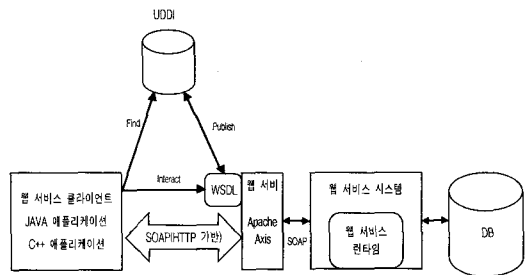 UDDI
Find
Publish
Interact
웹 서비스 클라이언트
JAVA 애플리케이션
C++ 애플리케이션
SOAP(HTTP 기반)
WSDL
웹 서비
Apache
Axis
SOAP
웹 서비스 시스템
웹 서비스
런타임
DB